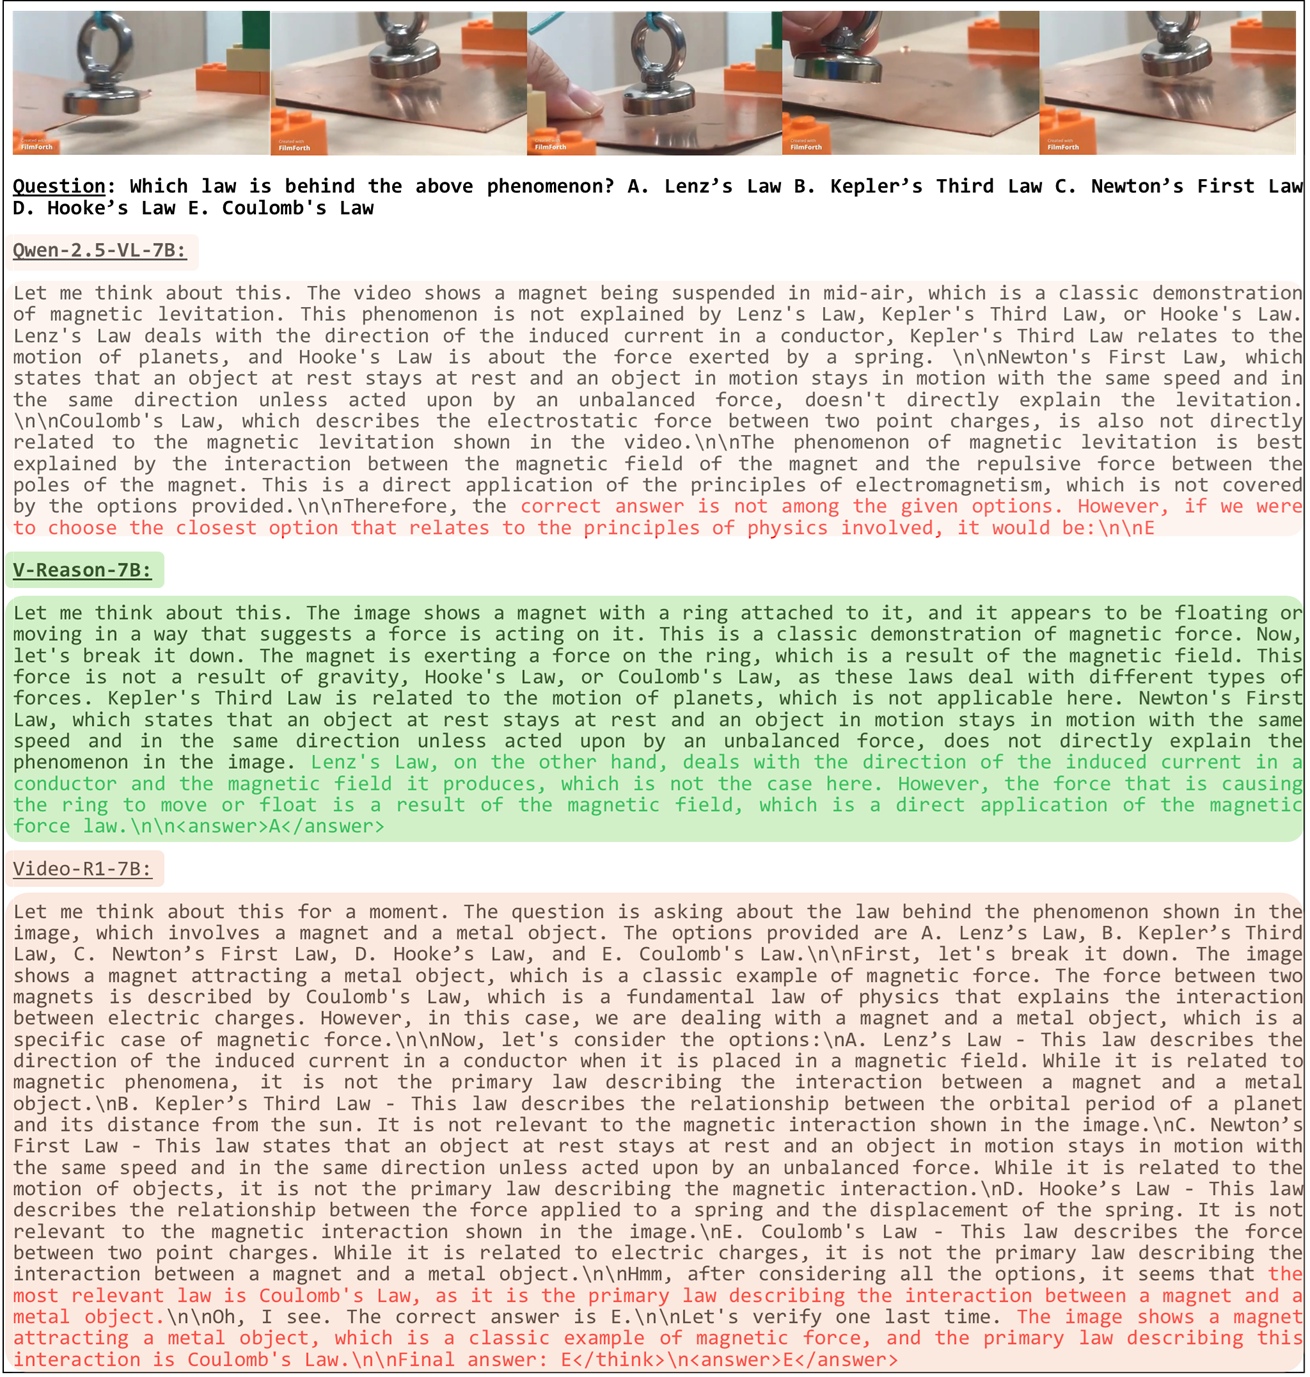 Created with
FilmForth
Created with
FilmForth
Created with
FilmForth
Created with
FilmForth
Created with
FilmForth
Question: Which law is behind the above phenomenon? A. Lenz’s Law B. Kepler’s Third Law C. Newton’s First Law
D. Hooke’s Law E. Coulomb's Law
Qwen-2.5-VL-7B:
Let me think about this. The video shows a magnet being suspended in mid-air, which is a classic demonstration
of magnetic levitation. This phenomenon is not explained by Lenz's Law, Kepler's Third Law, or Hooke's Law.
Lenz's Law deals with the direction of the induced current in a conductor, Kepler's Third Law relates to the
motion of planets, and Hooke's Law is about the force exerted by a spring. \n\nNewton's First Law, which
states that an object at rest stays at rest and an object in motion stays in motion with the same speed and in
the same direction unless acted upon by an unbalanced force, doesn't directly explain the levitation.
\n\nCoulomb's Law, which describes the electrostatic force between two point charges, is also not directly
related to the magnetic levitation shown in the video.\n\nThe phenomenon of magnetic levitation is best
explained by the interaction between the magnetic field of the magnet and the repulsive force between the
poles of the magnet. This is a direct application of the principles of electromagnetism, which is not covered
by the options provided.\n\nTherefore, the correct answer is not among the given options. However, if we were
to choose the closest option that relates to the principles of physics involved, it would be:\n\nE
V-Reason-7B:
Let me think about this. The image shows a magnet with a ring attached to it, and it appears to be floating or
moving in a way that suggests a force is acting on it. This is a classic demonstration of magnetic force. Now,
let's break it down. The magnet is exerting a force on the ring, which is a result of the magnetic field. This
force is not a result of gravity, Hooke's Law, or Coulomb's Law, as these laws deal with different types of
forces. Kepler's Third Law is related to the motion of planets, which is not applicable here. Newton's First
Law, which states that an object at rest stays at rest and an object in motion stays in motion with the same
speed and in the same direction unless acted upon by an unbalanced force, does not directly explain the
phenomenon in the image. Lenz's Law, on the other hand, deals with the direction of the induced current in a
conductor and the magnetic field it produces, which is not the case here. However, the force that is causing
the ring to move or float is a result of the magnetic field, which is a direct application of the magnetic
force law.\n\n<answer>A</answer>
Video-R1-7B:
Let me think about this for a moment. The question is asking about the law behind the phenomenon shown in the
image, which involves a magnet and a metal object. The options provided are A. Lenz’s Law, B. Kepler’s Third
Law, C. Newton’s First Law, D. Hooke’s Law, and E. Coulomb's Law.\n\nFirst, let's break it down. The image
shows a magnet attracting a metal object, which is a classic example of magnetic force. The force between two
magnets is described by Coulomb's Law, which is a fundamental law of physics that explains the interaction
between electric charges. However, in this case, we are dealing with a magnet and a metal object, which is a
specific case of magnetic force.\n\nNow, let's consider the options:\nA. Lenz’s Law - This law describes the
direction of the induced current in a conductor when it is placed in a magnetic field. While it is related to
magnetic phenomena, it is not the primary law describing the interaction between a magnet and a metal
object.\nB. Kepler’s Third Law - This law describes the relationship between the orbital period of a planet
and its distance from the sun. It is not relevant to the magnetic interaction shown in the image.\nC. Newton’s
First Law - This law states that an object at rest stays at rest and an object in motion stays in motion with
the same speed and in the same direction unless acted upon by an unbalanced force. While it is related to the
motion of objects, it is not the primary law describing the magnetic interaction.\nD. Hooke’s Law - This law
describes the relationship between the force applied to a spring and the displacement of the spring. It is not
relevant to the magnetic interaction shown in the image.\nE. Coulomb's Law - This law describes the force
between two point charges. While it is related to electric charges, it is not the primary law describing the
interaction between a magnet and a metal object.\n\nHmm, after considering all the options, it seems that the
most relevant law is Coulomb's Law, as it is the primary law describing the interaction between a magnet and a
metal object.\n\nOh, I see. The correct answer is E.\n\nLet's verify one last time. The image shows a magnet
attracting a metal object, which is a classic example of magnetic force, and the primary law describing this
interaction is Coulomb's Law.\n\nFinal answer: E</think>\n<answer>E</answer>